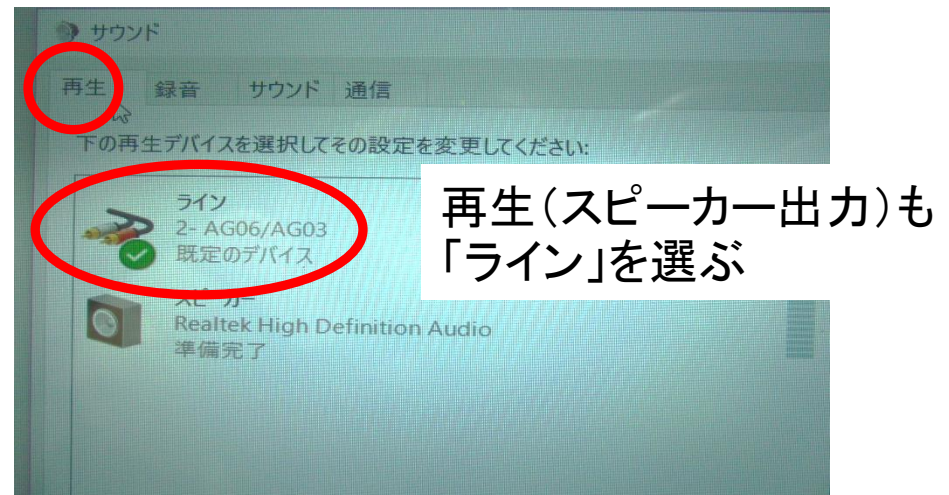 サウンド
再生
録音
サウンド
通信
下の再生デバイスを選択してその設定を変更してください:
ライン
2- AG06/AG03
既定のデバイス
再生(スピーカー出力)も
「ライン」を選ぶ
スピーカー
Realtek High Definition Audio
準備完了